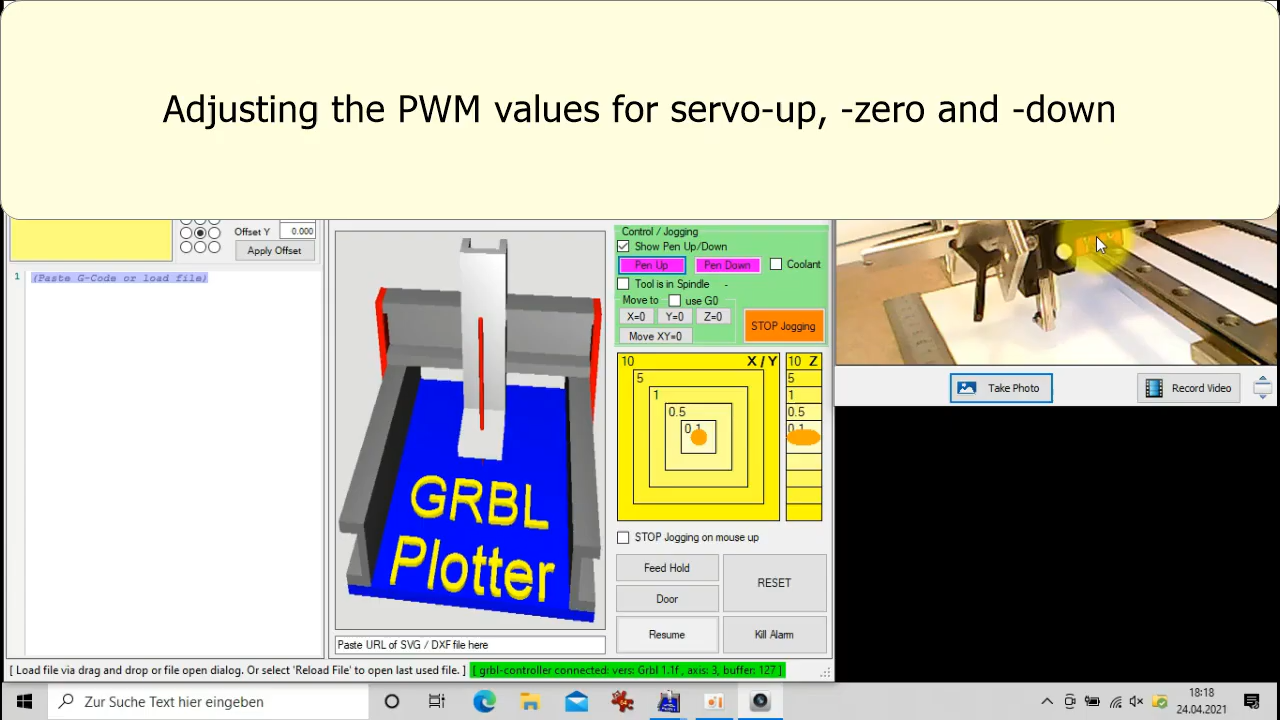 Adjusting the PWM values for servo-up, -zero and -down
Offset Y 0.000
Apply Offset
1 (Paste G-Code or load file)
Control / Jogging
Show Pen Up/Down
Pen Up Pen Down Coolant
Tool is in Spindle -
Move to use G0
X=0 Y=0 Z=0
STOP Jogging
Move XY=0
10 X / Y 10 Z
5 5
1 1
0.5 0.5
0.1 0.1
STOP Jogging on mouse up
Feed Hold
RESET
Door
Resume Kill Alarm
GRBL
Plotter
Paste URL of SVG / DXF file here
Take Photo Record Video
[ Load file via drag and drop or file open dialog. Or select 'Reload File' to open last used file. ] [ grbl-controller connected: vers: Grbl 1.1f , axis: 3, buffer: 127 ]
Zur Suche Text hier eingeben
18:18
24.04.2021